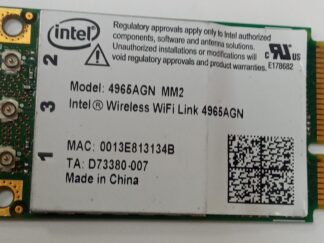 intel
Regulatory approvals apply only to Intel authorized
components, software and antenna solutions.
Unauthorized installations or modifications will
void regulatory approvals and product warranties.
E178682
Model: 4965AGN MM2
Intel® Wireless WiFi Link 4965AGN
MAC: 0013E813134B
TA: D73380-007
Made in China
2
3
1